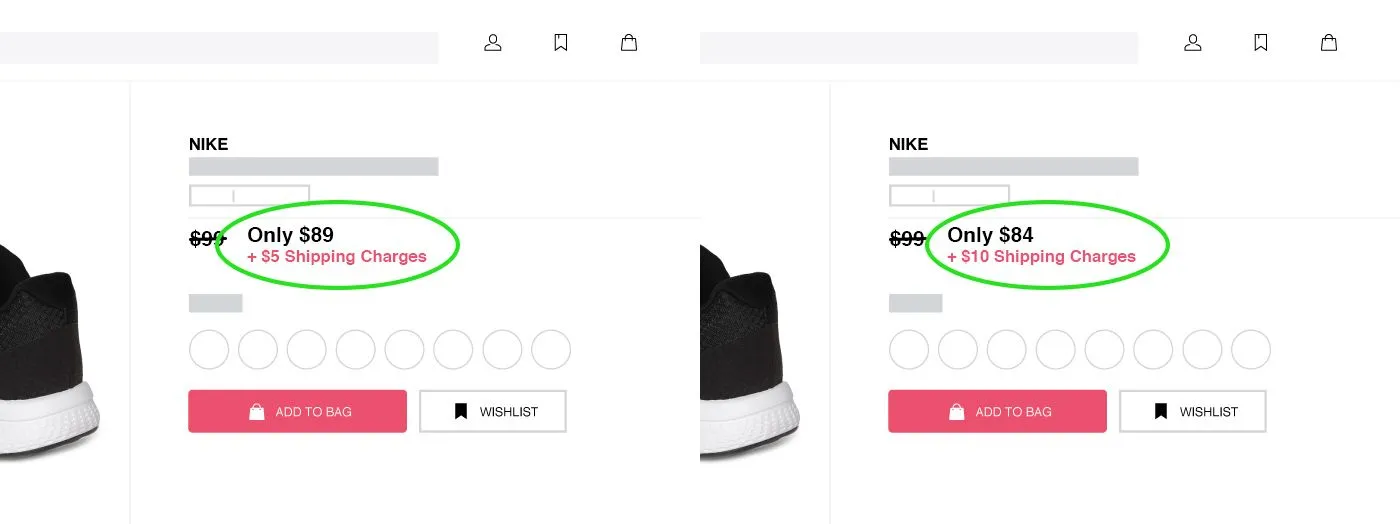 NIKE
$99 Only $89
+ $5 Shipping Charges
ADD TO BAG
WISHLIST
NIKE
$99 Only $84
+ $10 Shipping Charges
ADD TO BAG
WISHLIST